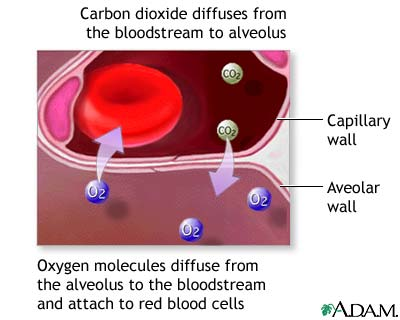 Carbon dioxide diffuses from
the bloodstream to alveolus
CO2
CO2
Capillary
wall
O2
O2
O2
Aveolar
wall
Oxygen molecules diffuse from
the alveolus to the bloodstream
and attach to red blood cells
ADAM.